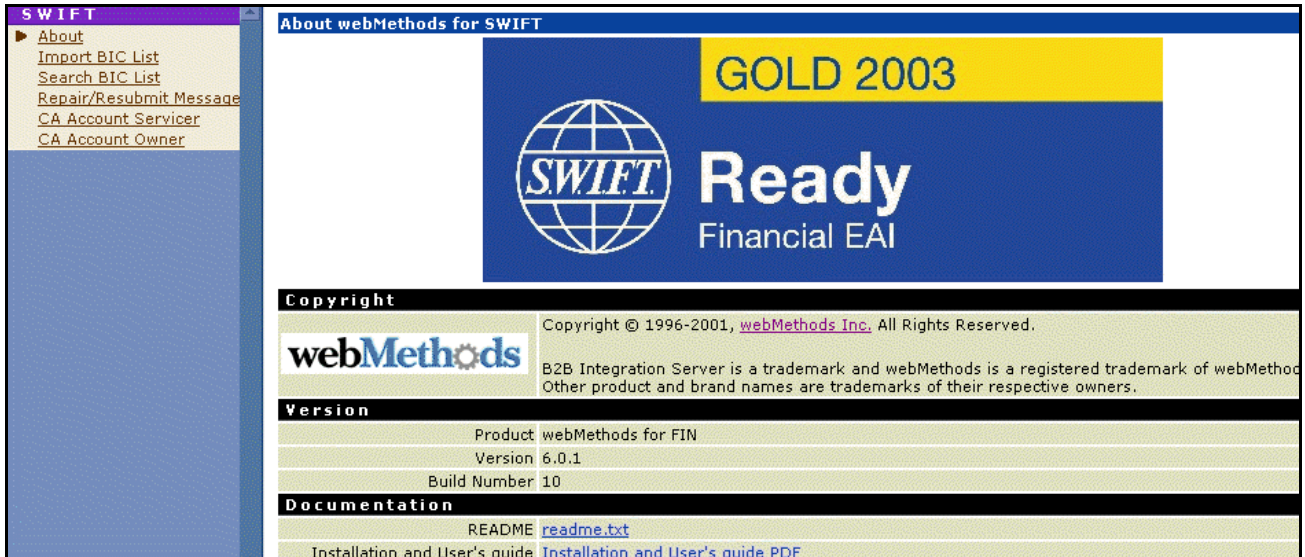 SWIFT
About
Import BIC List
Search BIC List
Repair/Resubmit Message
CA Account Servicer
CA Account Owner
About webMethods for SWIFT
GOLD 2003
S.W.I.F.T.
Ready
Financial EAI
Copyright
webMethods
Copyright © 1996-2001, webMethods Inc. All Rights Reserved.
B2B Integration Server is a trademark and webMethods is a registered trademark of webMethod
Other product and brand names are trademarks of their respective owners.
Version
Product webMethods for FIN
Version 6.0.1
Build Number 10
Documentation
README readme.txt
Installation and User's guide Installation and User's guide PDF